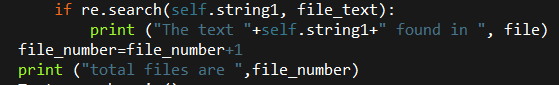 if re.search(self.string1, file_text):
print ("The text "+self.string1+" found in ", file)
file_number=file_number+1
print ("total files are ",file_number)